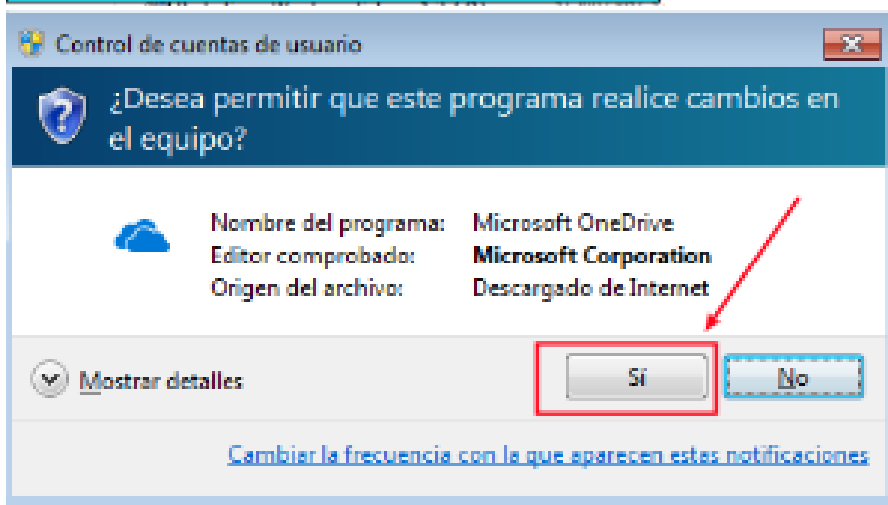 Control de cuentas de usuario
¿Desea permitir que este programa realice cambios en
el equipo?
Nombre del programa: Microsoft OneDrive
Editor comprobado: Microsoft Corporation
Origen del archivo: Descargado de Internet
Mostrar detalles Sí No
Cambiar la frecuencia con la que aparecen estas notificaciones